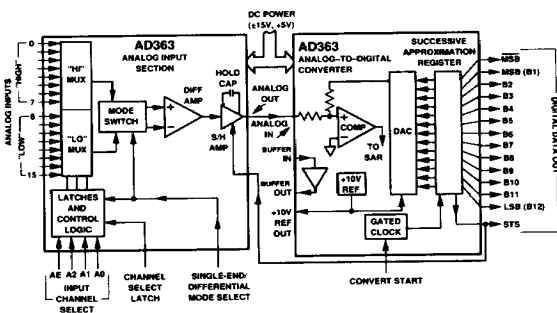 DC POWER
(±15V, +5V)
AD363
ANALOG INPUT
SECTION
AD363
ANALOG-TO-DIGITAL
CONVERTER
SUCCESSIVE
APPROXIMATION
REGISTER
ANALOG INPUTS
"HIGH"
"LOW"
0
7
8
15
"HI"
MUX
"LO"
MUX
MODE
SWITCH
DIFF
AMP
HOLD
CAP
S/H
AMP
ANALOG
OUT
ANALOG
IN
LATCHES
AND
CONTROL
LOGIC
AE A2 A1 A0
INPUT
CHANNEL
SELECT
CHANNEL
SELECT
LATCH
SINGLE-END/
DIFFERENTIAL
MODE SELECT
COMP
TO
SAR
DAC
BUFFER
IN
BUFFER
OUT
+10V
REF
+10V
REF
OUT
GATED
CLOCK
CONVERT START
MSB
MSB (B1)
B2
B3
B4
B5
B6
B7
B8
B9
B10
B11
LSB (B12)
STS
DIGITAL DATA OUT